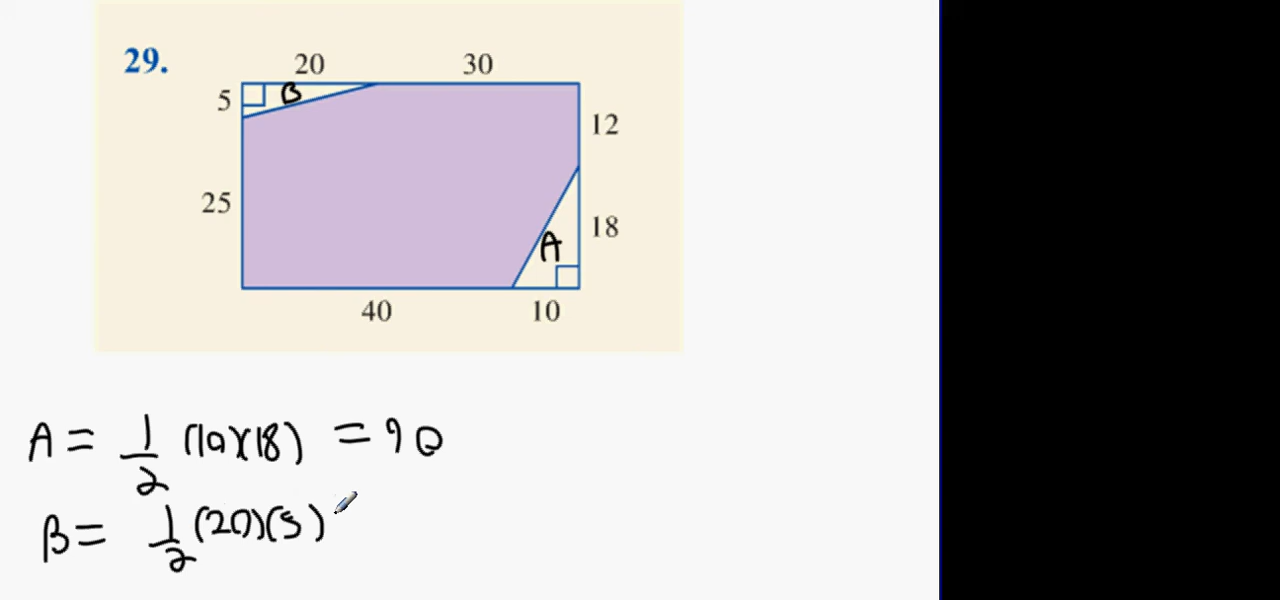 29.
20 30
5 B
12
25
18
A
40 10
A = 1/2 (10)(18) = 90
B = 1/2 (20)(5)